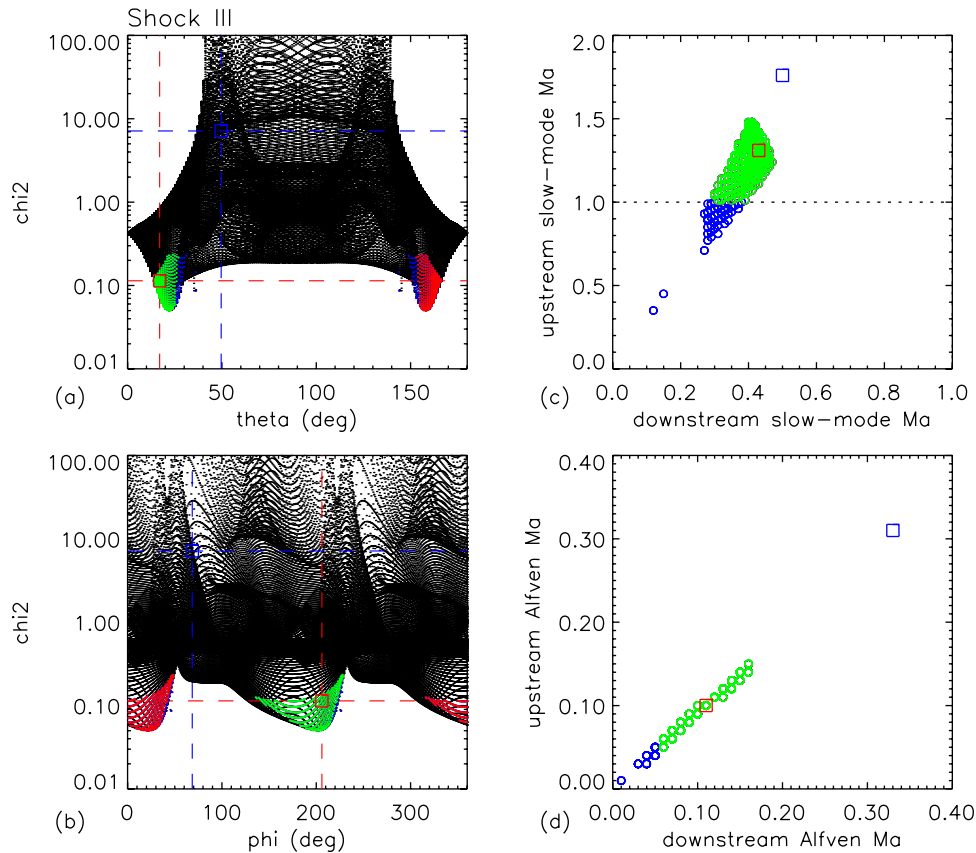 Shock III
100.00
10.00
1.00
0.10
0.01
chi2
0 50 100 150
(a) theta (deg)
2.0
1.5
1.0
0.5
0.0
upstream slow-mode Ma
0.0 0.2 0.4 0.6 0.8 1.0
(c) downstream slow-mode Ma
100.00
10.00
1.00
0.10
0.01
chi2
0 100 200 300
(b) phi (deg)
0.40
0.30
0.20
0.10
0.00
upstream Alfven Ma
0.00 0.10 0.20 0.30 0.40
(d) downstream Alfven Ma